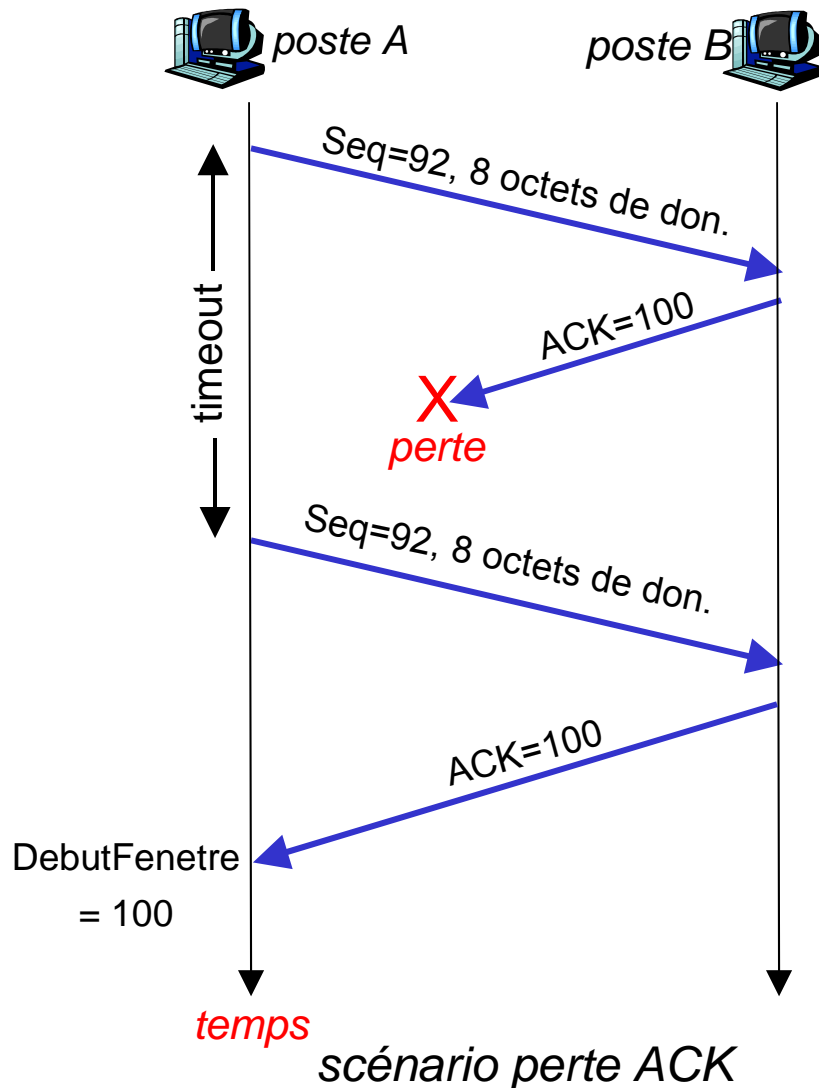 poste A
poste B
Seq=92, 8 octets de don.
timeout
ACK=100
X
perte
Seq=92, 8 octets de don.
ACK=100
DebutFenetre
= 100
temps
scénario perte ACK